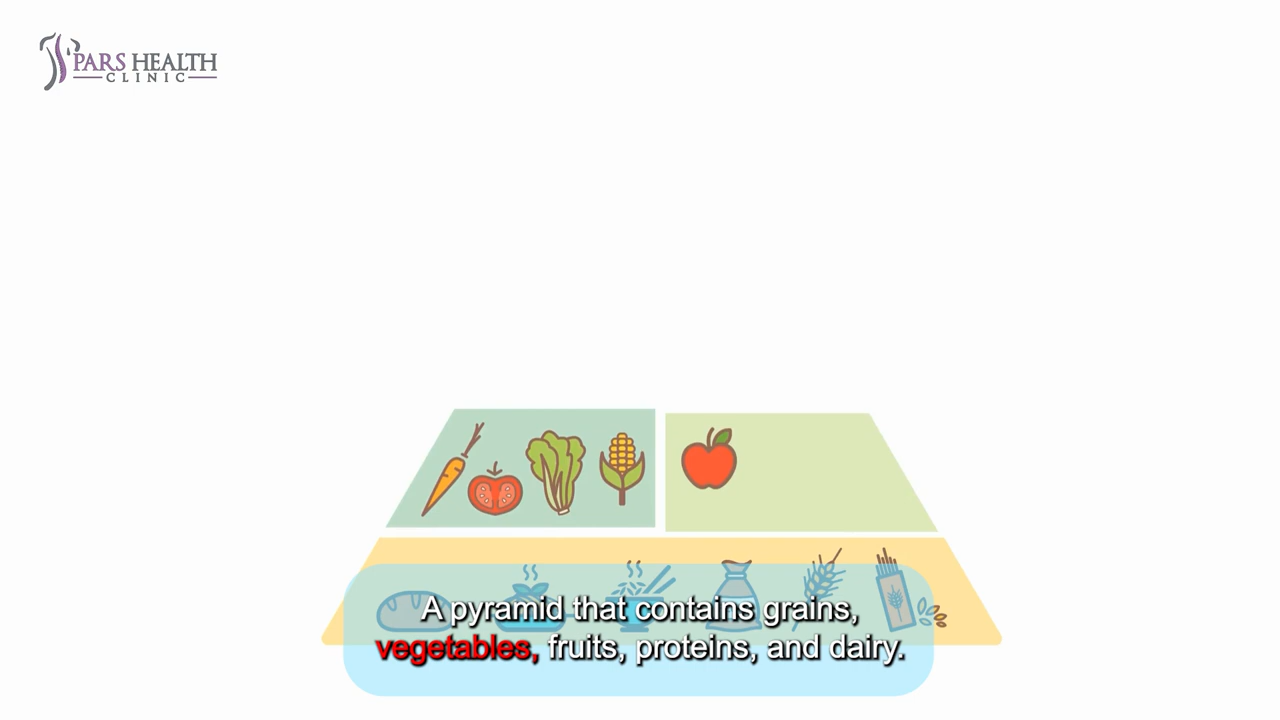 PARS HEALTH
CLINIC
A pyramid that contains grains,
vegetables, fruits, proteins, and dairy.